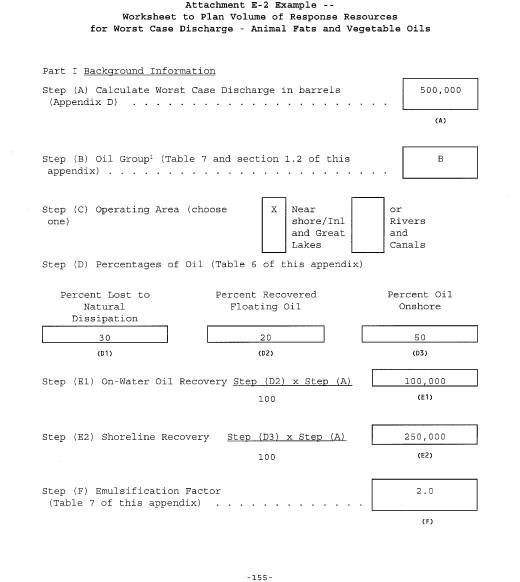 Attachment E-2 Example --
Worksheet to Plan Volume of Response Resources
for Worst Case Discharge - Animal Fats and Vegetable Oils
Part I Background Information
Step (A) Calculate Worst Case Discharge in barrels
(Appendix D) . . . . . . . . . . . . . . . . . . . . . . .
500,000
(A)
Step (B) Oil Group¹ (Table 7 and section 1.2 of this
appendix) . . . . . . . . . . . . . . . . . . . . . . . . .
B
Step (C) Operating Area (choose
one)
X
Near
shore/Inl
and Great
Lakes
or
Rivers
and
Canals
Step (D) Percentages of Oil (Table 6 of this appendix)
Percent Lost to
Natural
Dissipation
Percent Recovered
Floating Oil
Percent Oil
Onshore
30
20
50
(D1)
(D2)
(D3)
Step (E1) On-Water Oil Recovery Step (D2) x Step (A)
100
100,000
(E1)
Step (E2) Shoreline Recovery Step (D3) x Step (A)
100
250,000
(E2)
Step (F) Emulsification Factor
(Table 7 of this appendix) . . . . . . . . . . . . .
2.0
(F)
-155-